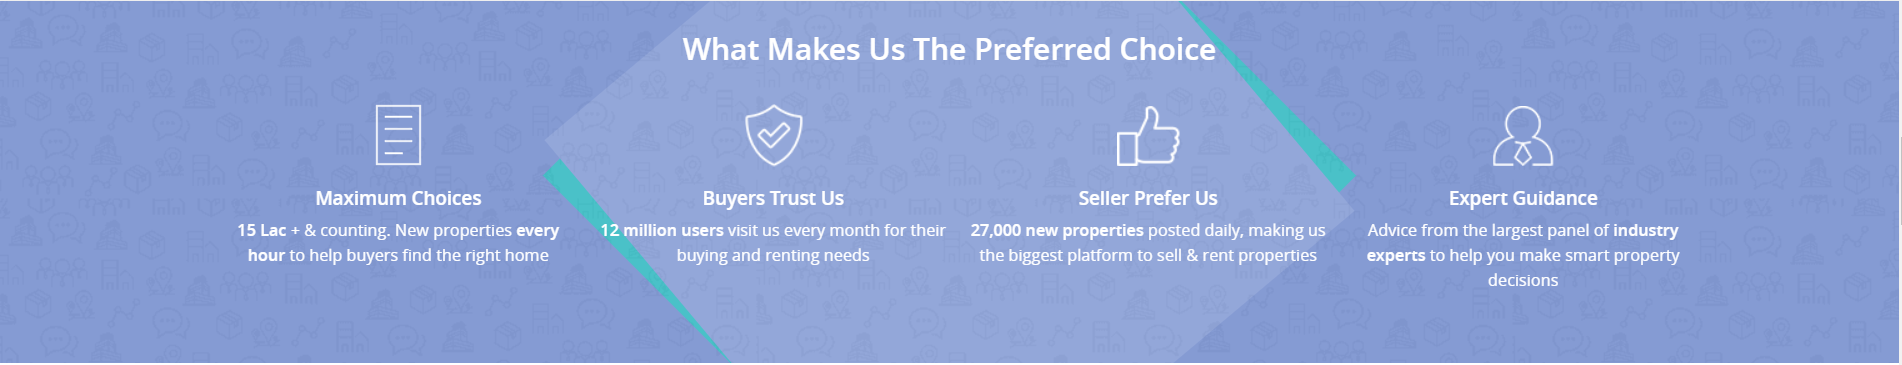 What Makes Us The Preferred Choice
Maximum Choices
15 Lac + & counting. New properties every
hour to help buyers find the right home
Buyers Trust Us
12 million users visit us every month for their
buying and renting needs
Seller Prefer Us
27,000 new properties posted daily, making us
the biggest platform to sell & rent properties
Expert Guidance
Advice from the largest panel of industry
experts to help you make smart property
decisions